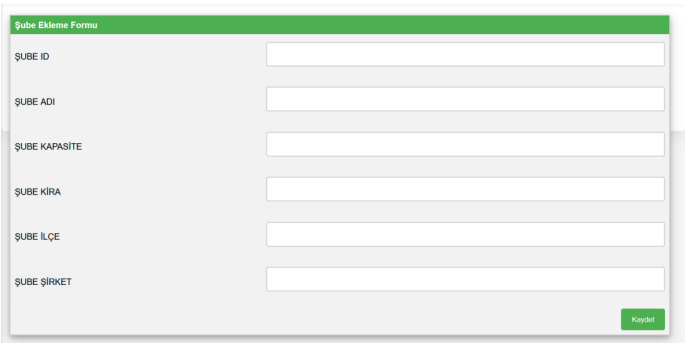 Şube Ekleme Formu
ŞUBE ID
ŞUBE ADI
ŞUBE KAPASİTE
ŞUBE KİRA
ŞUBE İLÇE
ŞUBE ŞİRKET
Kaydet